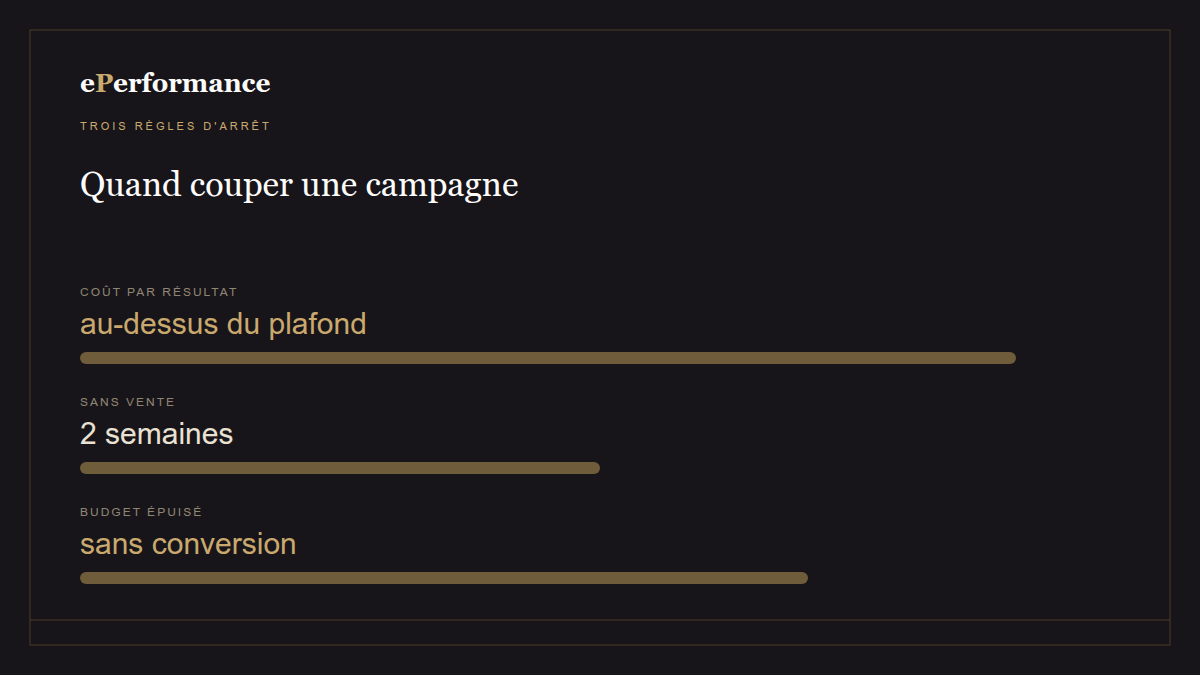 ePerformance
TROIS RÈGLES D'ARRÊT
Quand couper une campagne
COÛT PAR RÉSULTAT
au-dessus du plafond
SANS VENTE
2 semaines
BUDGET ÉPUISÉ
sans conversion